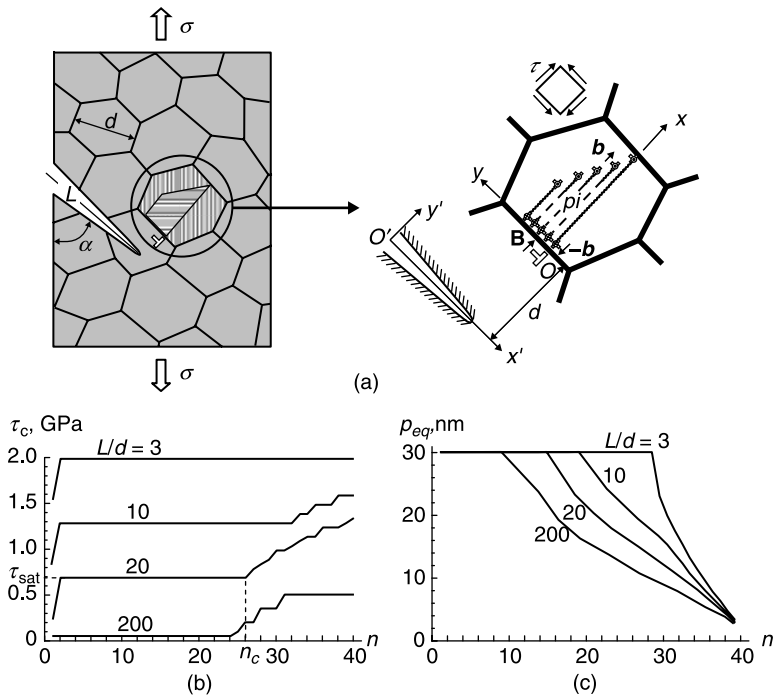 σ
d
L
α
σ
τ
x
b
y
pi
B
–b
O
y'
O'
d
x'
(a)
τc, GPa
L/d = 3
2.0
1.5
10
1.0
20
τsat
0.5
200
0
0 10 20 nc 30 40 n
(b)
peq,nm
L/d = 3
30
10
20
20
200
10
0
0 10 20 30 40 n
(c)